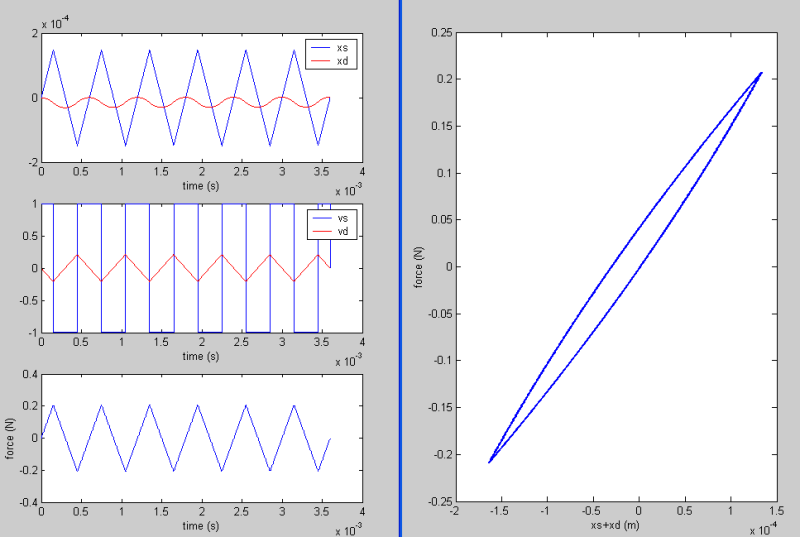 x 10⁻⁴
2
0
-2
xs
xd
0 0.5 1 1.5 2 2.5 3 3.5 4
time (s)
x 10⁻³
1
0.5
0
-0.5
-1
vs
vd
0 0.5 1 1.5 2 2.5 3 3.5 4
time (s)
x 10⁻³
0.4
0.2
0
-0.2
-0.4
force (N)
0 0.5 1 1.5 2 2.5 3 3.5 4
time (s)
x 10⁻³
0.25
0.2
0.15
0.1
0.05
0
-0.05
-0.1
-0.15
-0.2
-0.25
force (N)
-2 -1.5 -1 -0.5 0 0.5 1 1.5
xs+xd (m)
x 10⁻⁴